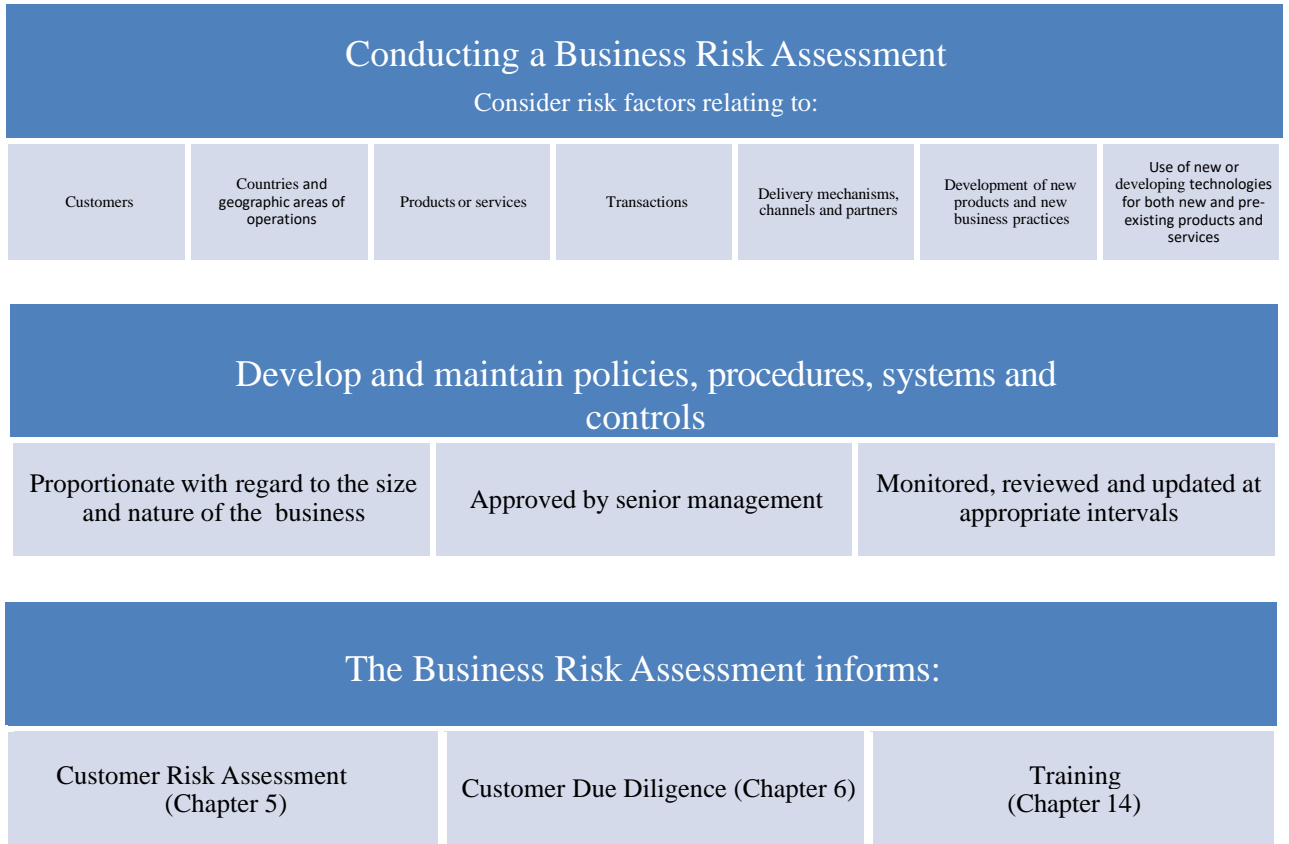 Conducting a Business Risk Assessment
Consider risk factors relating to:
Customers
Countries and
geographic areas of
operations
Products or services
Transactions
Delivery mechanisms,
channels and partners
Development of new
products and new
business practices
Use of new or
developing technologies
for both new and pre-
existing products and
services
Develop and maintain policies, procedures, systems and
controls
Proportionate with regard to the size
and nature of the business
Approved by senior management
Monitored, reviewed and updated at
appropriate intervals
The Business Risk Assessment informs:
Customer Risk Assessment
(Chapter 5)
Customer Due Diligence (Chapter 6)
Training
(Chapter 14)